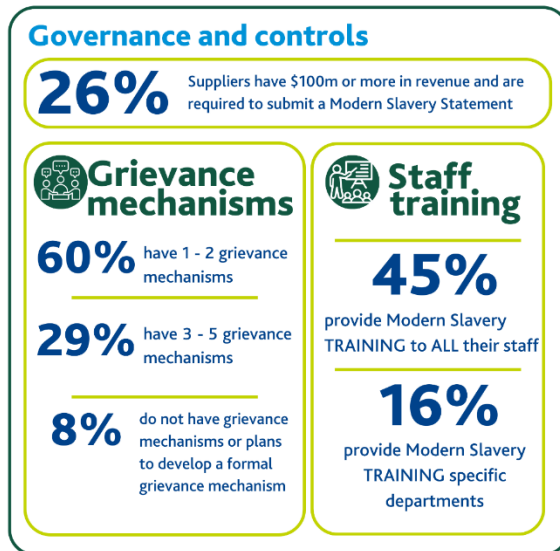 Governance and controls
26%
Suppliers have $100m or more in revenue and are
required to submit a Modern Slavery Statement
Grievance
mechanisms
60%
have 1 - 2 grievance
mechanisms
29%
have 3 - 5 grievance
mechanisms
8%
do not have grievance
mechanisms or plans
to develop a formal
grievance mechanism
Staff
training
45%
provide Modern Slavery
TRAINING to ALL their staff
16%
provide Modern Slavery
TRAINING specific
departments